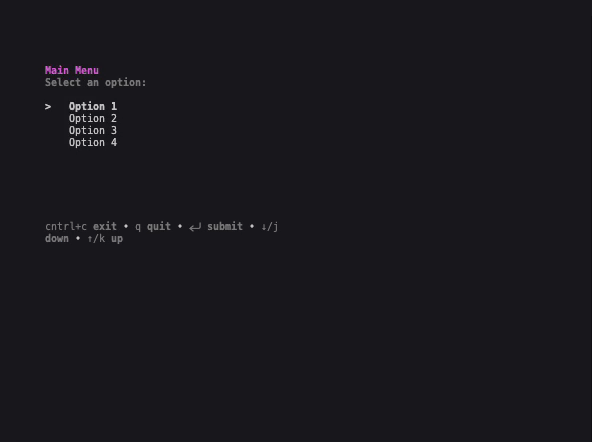 Main Menu
Select an option:
> Option 1
Option 2
Option 3
Option 4
cntrl+c exit • q quit • ↵ submit • ↓/j
down • ↑/k up